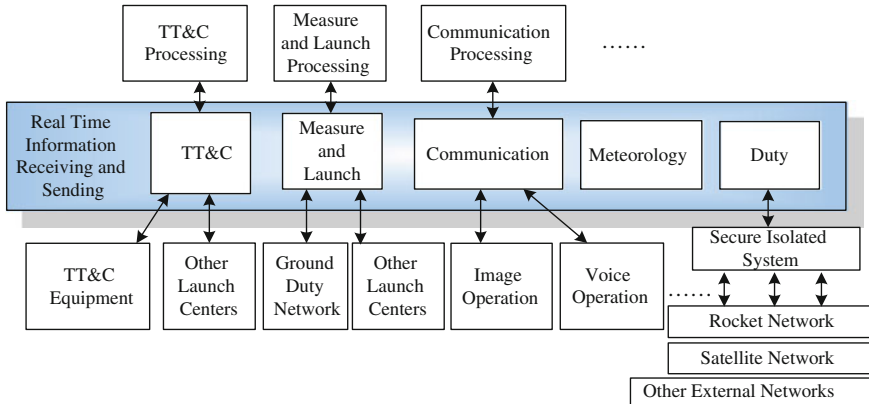 TT&C
Processing
Measure
and Launch
Processing
Communication
Processing
......
Real Time
Information
Receiving and
Sending
TT&C
Measure
and
Launch
Communication
Meteorology
Duty
TT&C
Equipment
Other
Launch
Centers
Ground
Duty
Network
Other
Launch
Centers
Image
Operation
Voice
Operation
Secure Isolated
System
......
Rocket Network
Satellite Network
Other External Networks